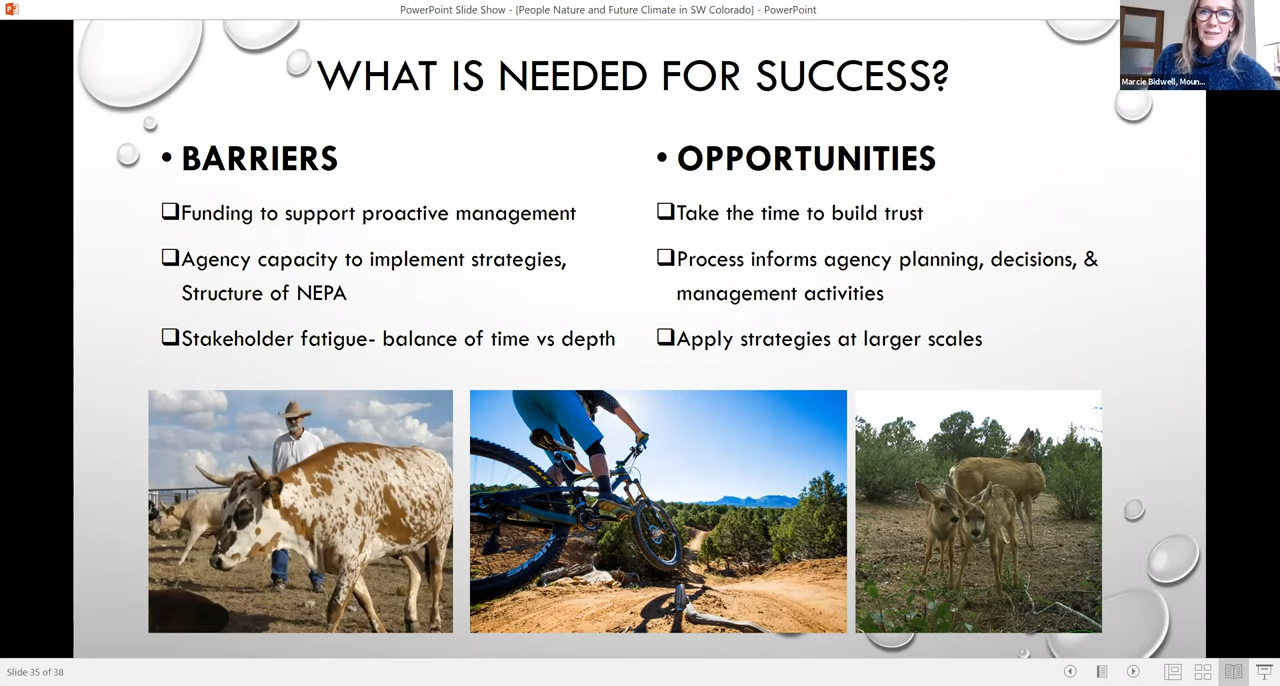 PowerPoint Slide Show - [People Nature and Future Climate in SW Colorado] - PowerPoint
Marcie Bidwell, Moun...
WHAT IS NEEDED FOR SUCCESS?
• BARRIERS
❑Funding to support proactive management
❑Agency capacity to implement strategies,
Structure of NEPA
❑Stakeholder fatigue- balance of time vs depth
• OPPORTUNITIES
❑Take the time to build trust
❑Process informs agency planning, decisions, &
management activities
❑Apply strategies at larger scales
Slide 35 of 38